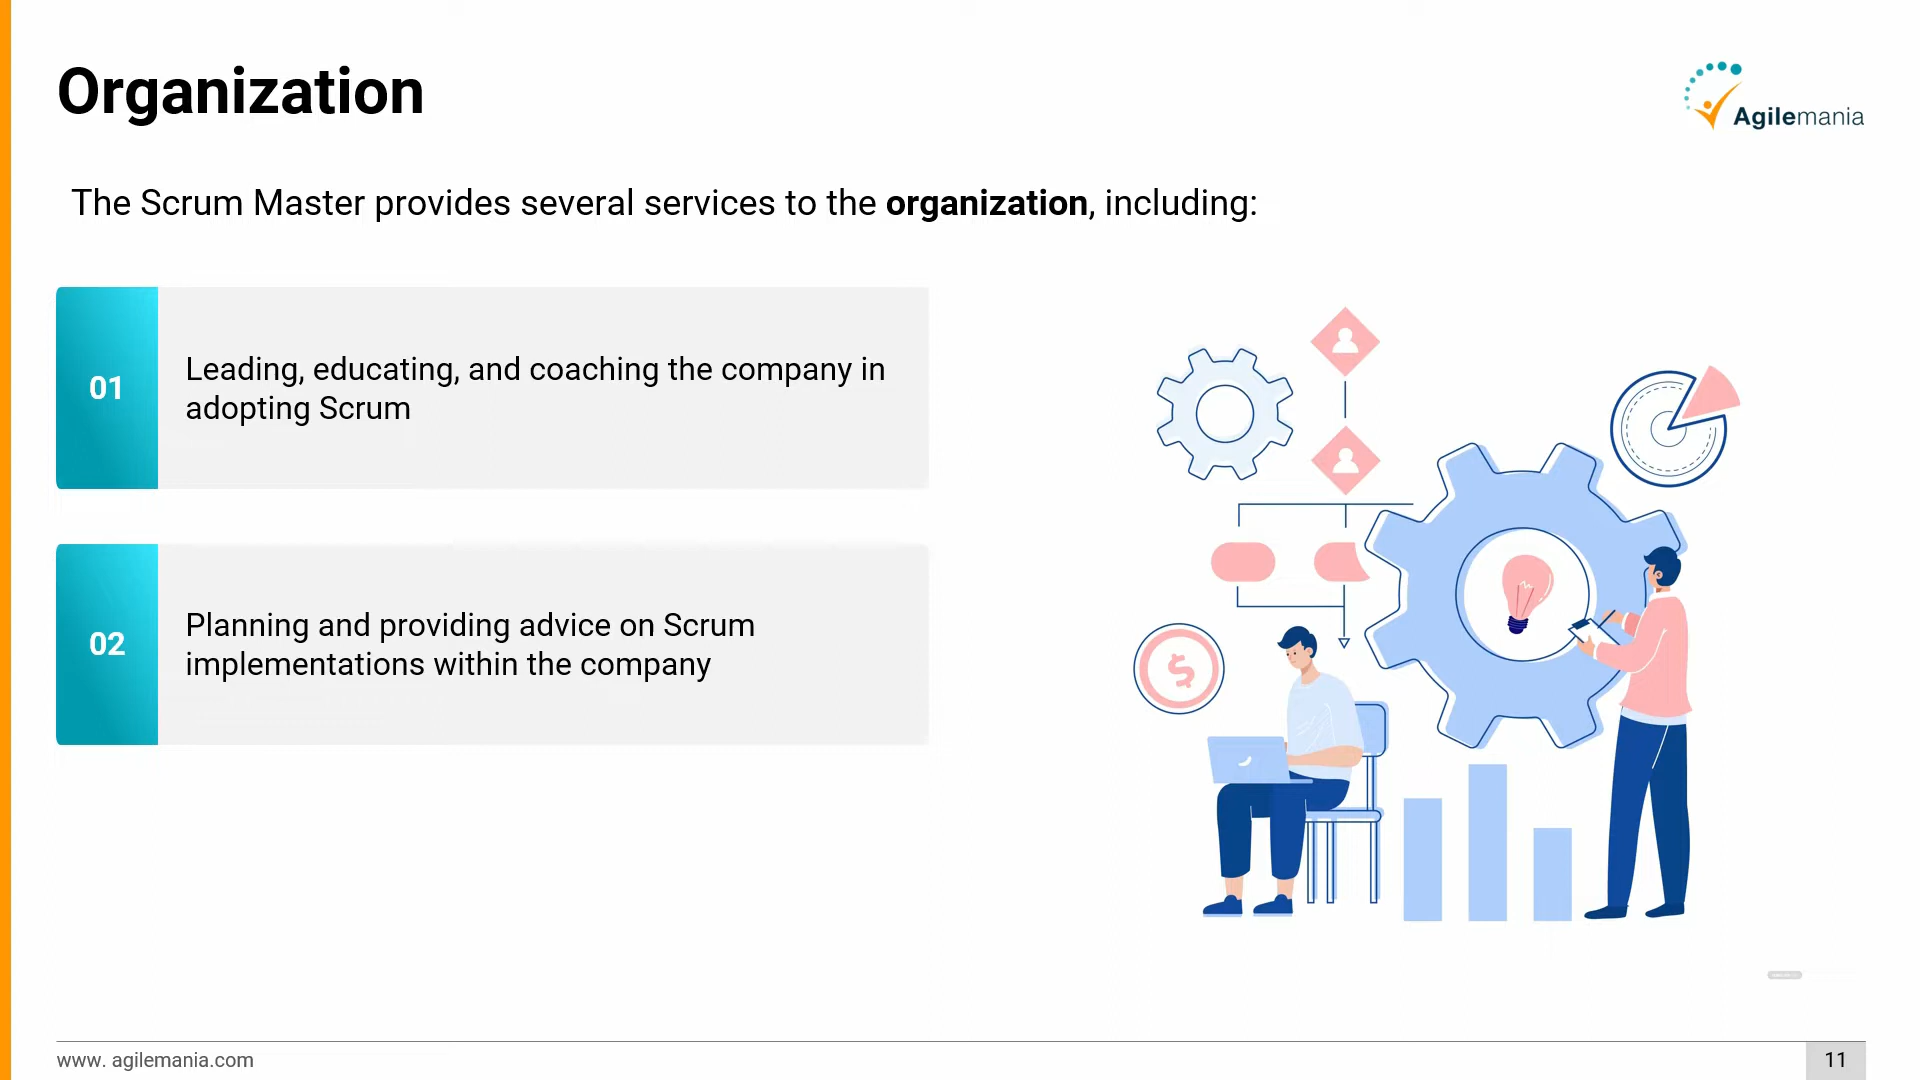 Organization
Agilemania
The Scrum Master provides several services to the organization, including:
01
Leading, educating, and coaching the company in
adopting Scrum
02
Planning and providing advice on Scrum
implementations within the company
$
www. agilemania.com
11